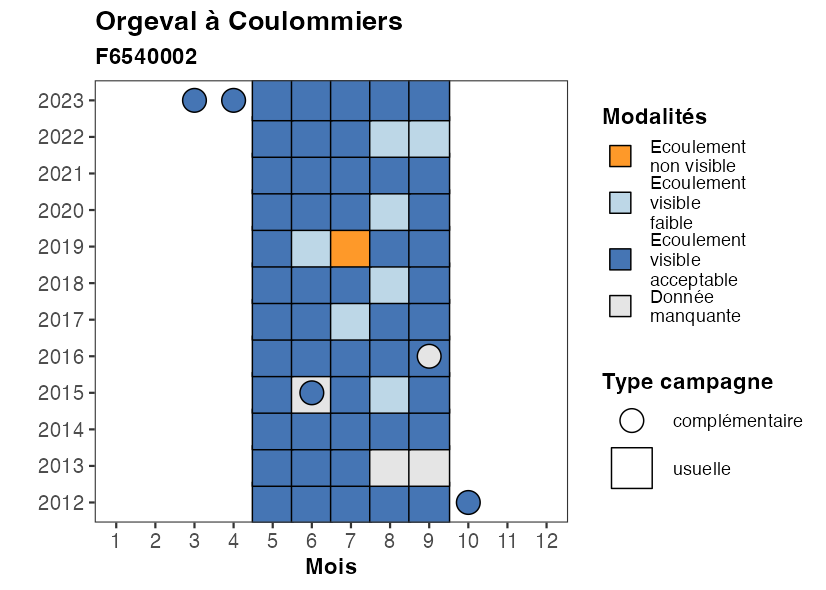 Orgeval à Coulommiers
F6540002
2023
2022
2021
2020
2019
2018
2017
2016
2015
2014
2013
2012
1 2 3 4 5 6 7 8 9 10 11 12
Mois
Modalités
Ecoulement
non visible
Ecoulement
visible
faible
Ecoulement
visible
acceptable
Donnée
manquante
Type campagne
complémentaire
usuelle